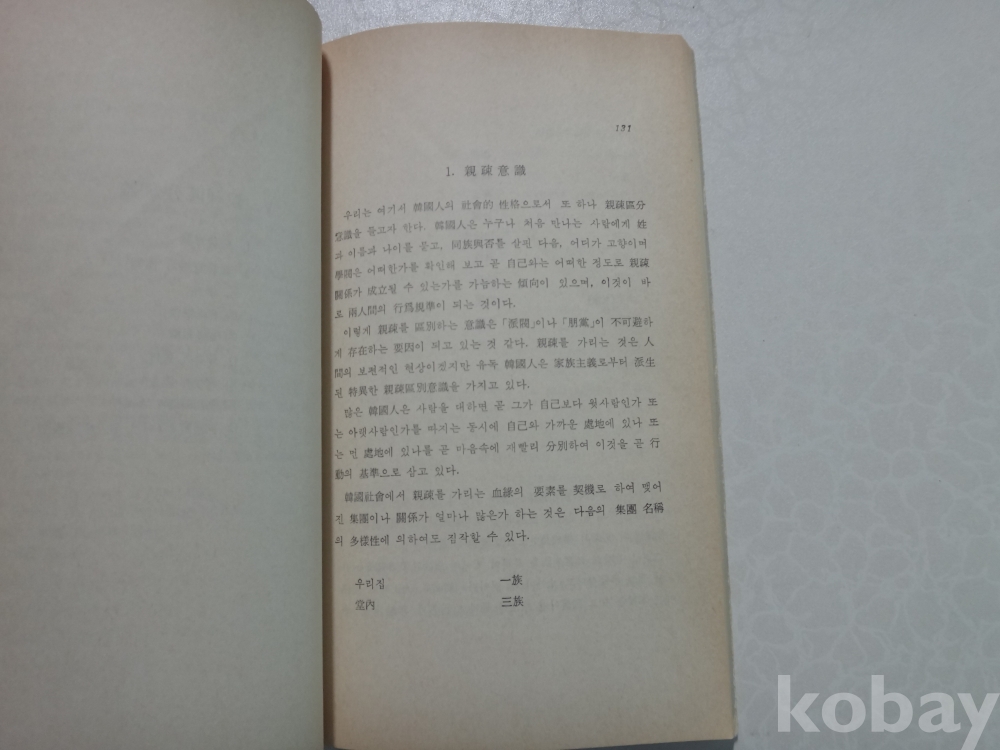 131
1. 親疎意識
우리는 여기서 韓國人의 社會的 性格으로서 또 하나 親疎區分
意識을 들고자 한다. 韓國人은 누구나 처음 만나는 사람에게 姓
과 이름과 나이를 묻고, 同族與否를 살핀 다음, 어디가 고향이며
學閥은 어떠한가를 확인해 보고 곧 自己와는 어떠한 정도로 親疎
關係가 成立될 수 있는가를 가늠하는 傾向이 있으며, 이것이 바
로 兩人間의 行爲規準이 되는 것이다.
이렇게 親疎를 區別하는 意識은 「派閥」이나 「朋黨」이 不可避하
게 存在하는 要因이 되고 있는 것 같다. 親疎를 가리는 것은 人
間의 보편적인 현상이겠지만 유독 韓國人은 家族主義로부터 派生
된 特異한 親疎區別意識을 가지고 있다.
많은 韓國人은 사람을 대하면 곧 그가 自己보다 윗사람인가 또
는 아랫사람인가를 따지는 동시에 自己와 가까운 處地에 있나 또
는 먼 處地에 있나를 곧 마음속에 재빨리 分別하여 이것을 곧 行
動의 基準으로 삼고 있다.
韓國社會에서 親疎를 가리는 血緣의 要素를 契機로 하여 맺어
진 集團이나 關係가 얼마나 많은가 하는 것은 다음의 集團 名稱
의 多樣性에 의하여도 짐작할 수 있다.
우리집 一族
堂內 三族
kobay